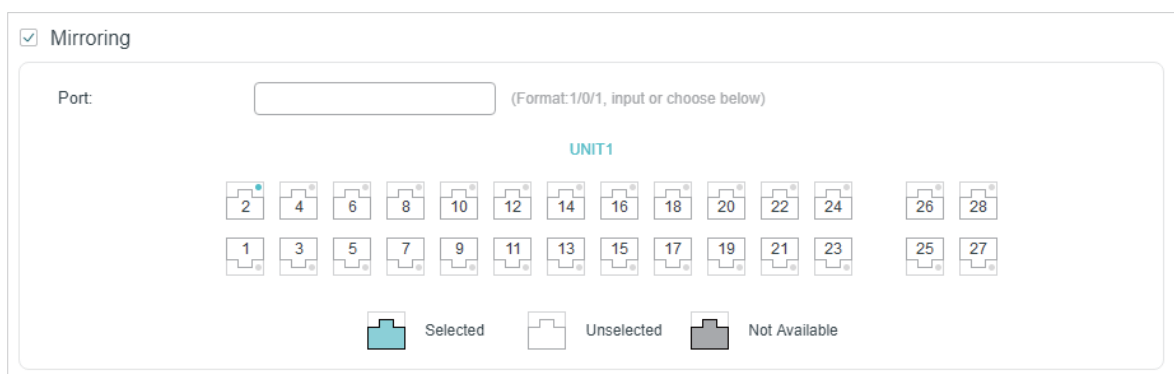 Mirroring
Port: (Format:1/0/1, input or choose below)
UNIT1
2 4 6 8 10 12 14 16 18 20 22 24 26 28
1 3 5 7 9 11 13 15 17 19 21 23 25 27
Selected Unselected Not Available